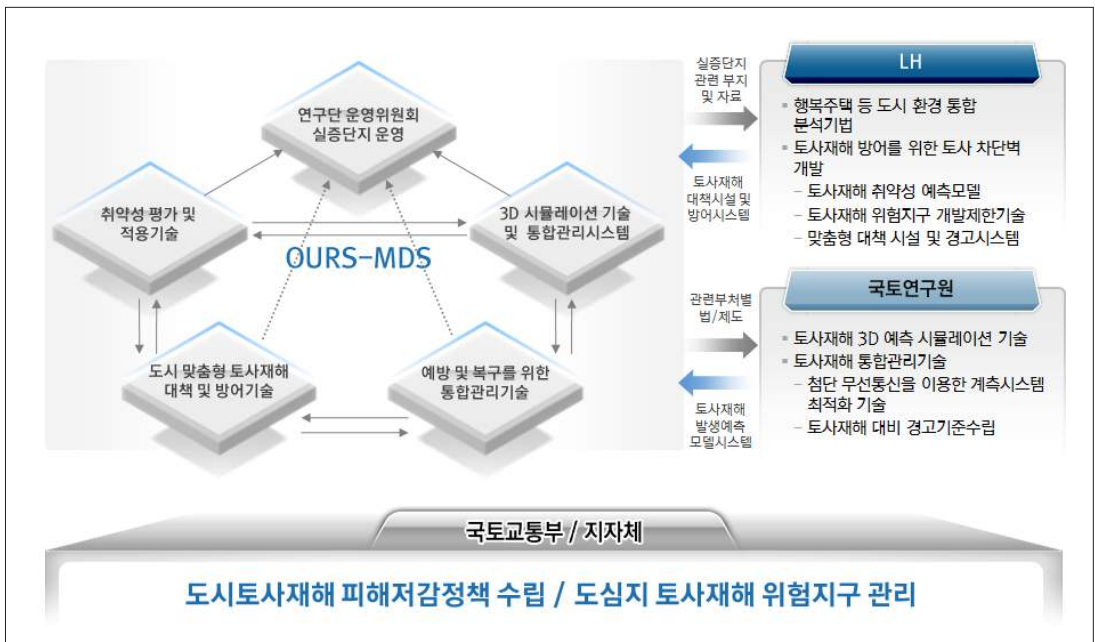 연구단 운영위원회
실증단지 운영
취약성 평가 및
적용기술
3D 시뮬레이션 기술
및 통합관리시스템
OURS-MDS
도시 맞춤형 토사재해
대책 및 방어기술
예방 및 복구를 위한
통합관리기술
실증단지
관련 부지
및 자료
토사재해
대책시설 및
방어시스템
LH
▪ 행복주택 등 도시 환경 통합
분석기법
▪ 토사재해 방어를 위한 토사 차단벽
개발
– 토사재해 취약성 예측모델
– 토사재해 위험지구 개발제한기술
– 맞춤형 대책 시설 및 경고시스템
관련부처별
법/제도
토사재해
발생예측
모델시스템
국토연구원
▪ 토사재해 3D 예측 시뮬레이션 기술
▪ 토사재해 통합관리기술
– 첨단 무선통신을 이용한 계측시스템
최적화 기술
– 토사재해 대비 경고기준수립
국토교통부 / 지자체
도시토사재해 피해저감정책 수립 / 도심지 토사재해 위험지구 관리